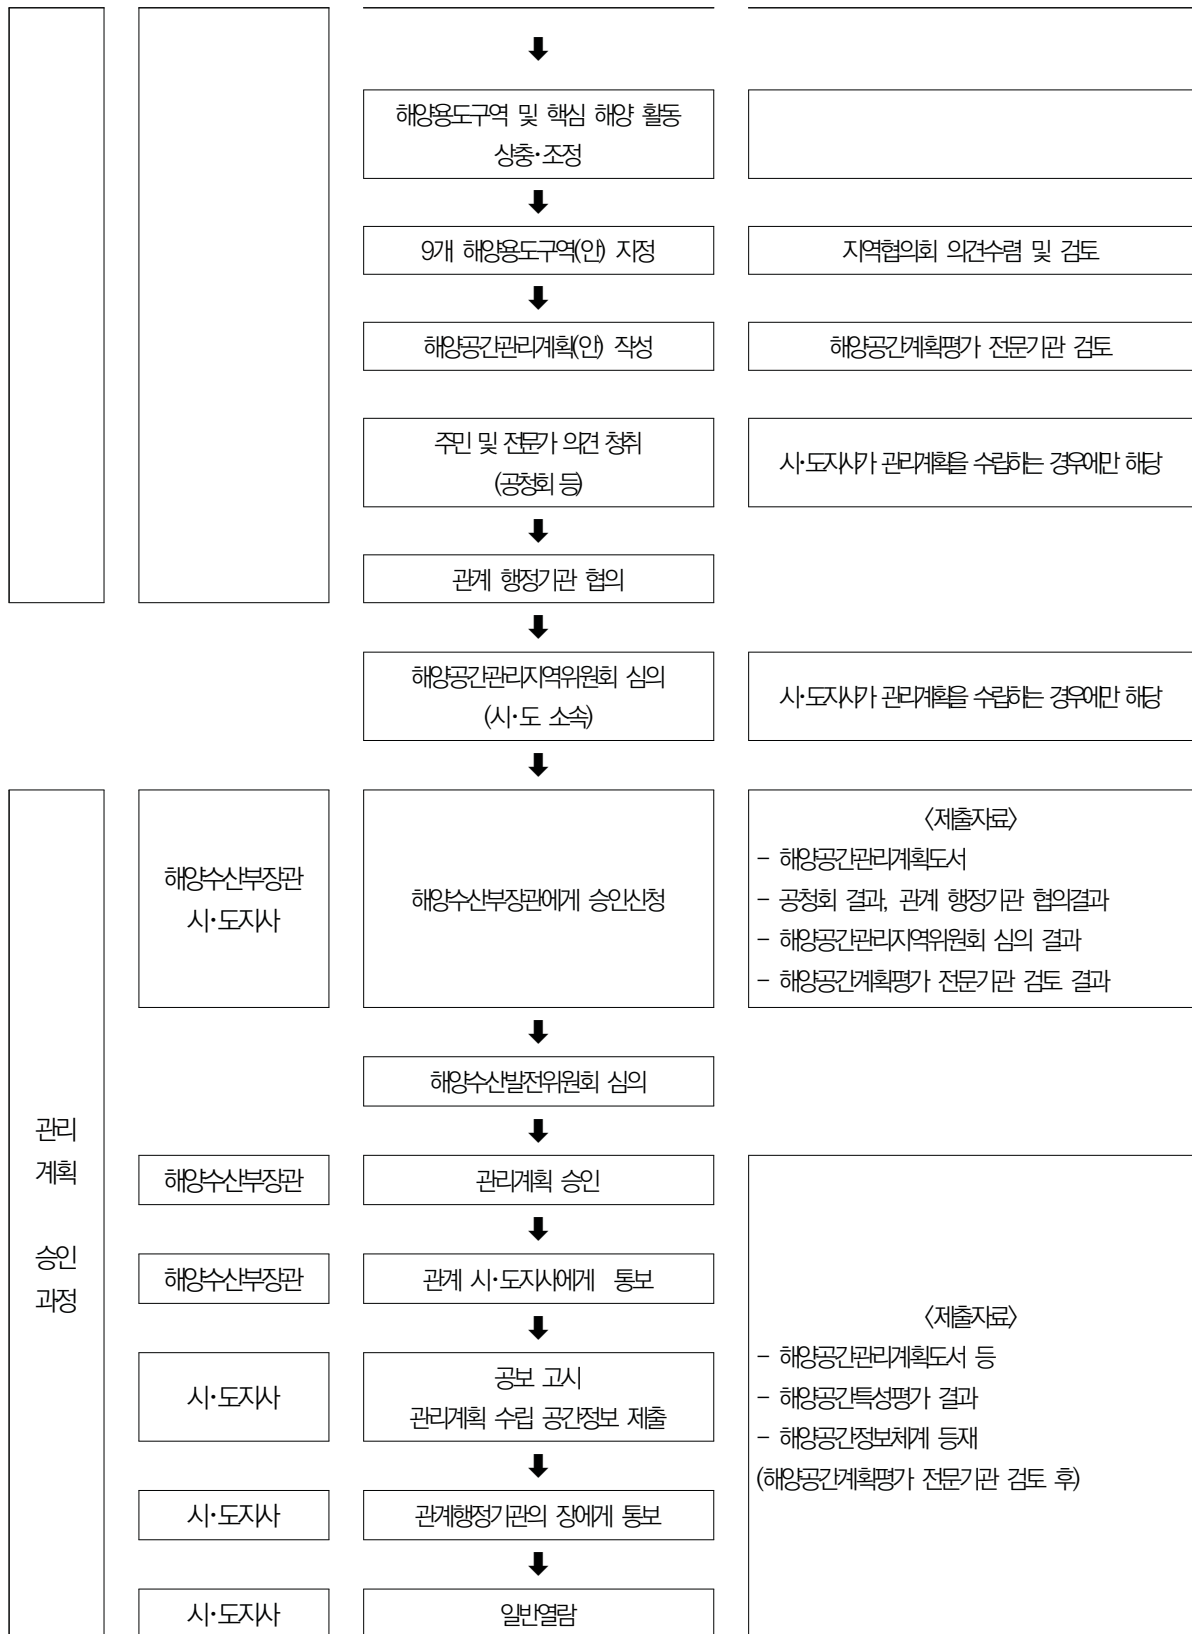 해양용도구역 및 핵심 해양 활동
상충·조정
9개 해양용도구역(안) 지정
지역협의회 의견수렴 및 검토
해양공간관리계획(안) 작성
해양공간계획평가 전문기관 검토
주민 및 전문가 의견 청취
(공청회 등)
시·도지사가 관리계획을 수립하는 경우에만 해당
관계 행정기관 협의
해양공간관리지역위원회 심의
(시·도 소속)
시·도지사가 관리계획을 수립하는 경우에만 해당
관리
계획
승인
과정
해양수산부장관
시·도지사
해양수산부장관에게 승인신청
〈제출자료〉
- 해양공간관리계획도서
- 공청회 결과, 관계 행정기관 협의결과
- 해양공간관리지역위원회 심의 결과
- 해양공간계획평가 전문기관 검토 결과
해양수산발전위원회 심의
해양수산부장관
관리계획 승인
해양수산부장관
관계 시·도지사에게 통보
시·도지사
공보 고시
관리계획 수립 공간정보 제출
〈제출자료〉
- 해양공간관리계획도서 등
- 해양공간특성평가 결과
- 해양공간정보체계 등재
(해양공간계획평가 전문기관 검토 후)
시·도지사
관계행정기관의 장에게 통보
시·도지사
일반열람